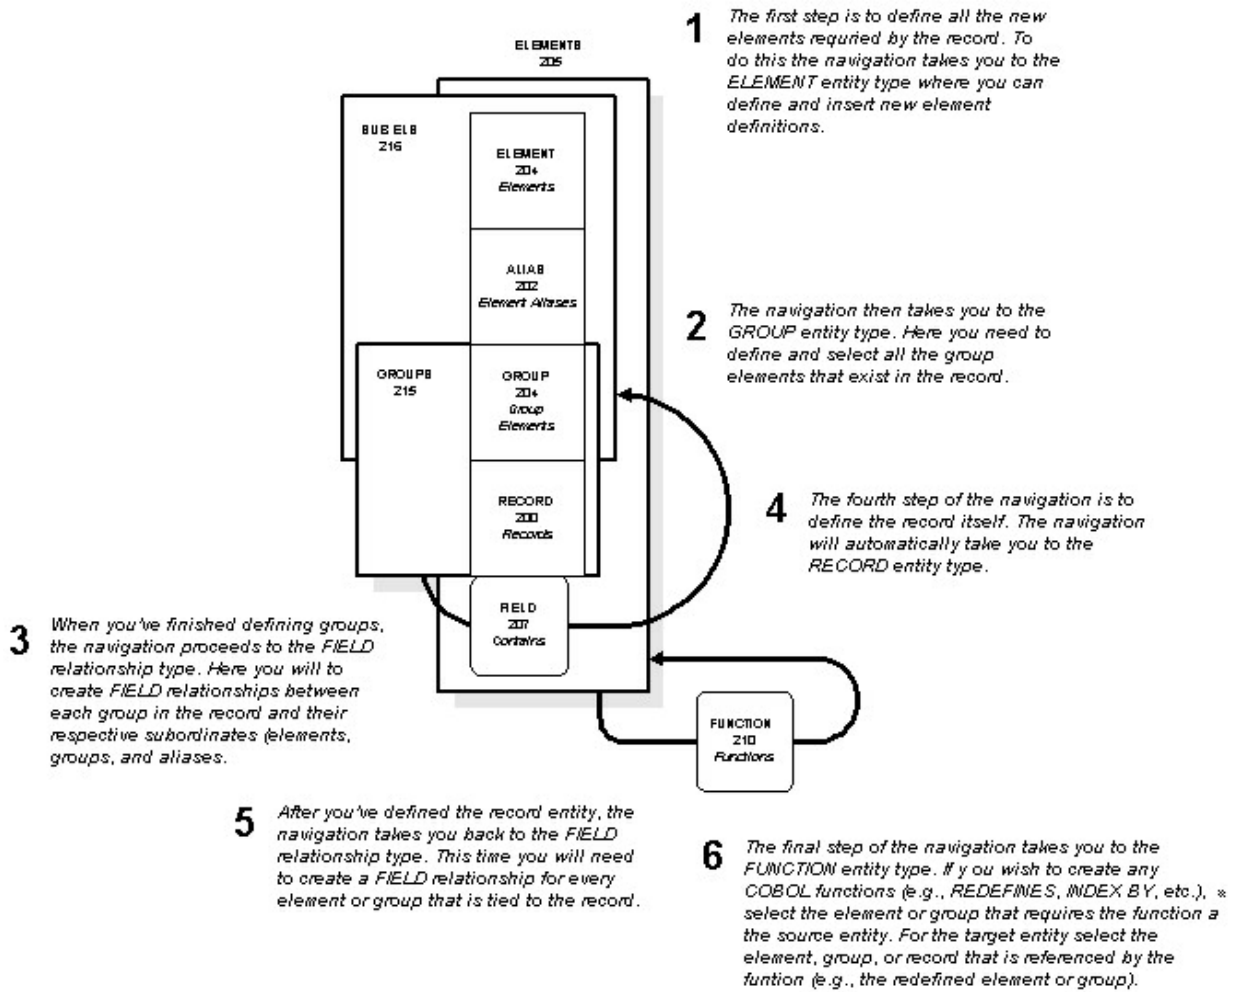 1
The first step is to define all the new
elements requried by the record. To
do this the navigation takes you to the
ELEMENT entity type where you can
define and insert new element
definitions.
ELEMENTS
205
SUB ELS
216
ELEMENT
204
Elements
ALIAS
202
Element Aliases
GROUPS
215
GROUP
204
Group
Elements
RECORD
200
Records
FIELD
207
Contains
FUNCTION
210
Functions
2
The navigation then takes you to the
GROUP entity type. Here you need to
define and select all the group
elements that exist in the record.
4
The fourth step of the navigation is to
define the record itself. The navigation
will automatically take you to the
RECORD entity type.
3
When you've finished defining groups,
the navigation proceeds to the FIELD
relationship type. Here you will to
create FIELD relationships between
each group in the record and their
respective subordinates (elements,
groups, and aliases.
5
After you've defined the record entity, the
navigation takes you back to the FIELD
relationship type. This time you will need
to create a FIELD relationship for every
element or group that is tied to the record.
6
The final step of the navigation takes you to the
FUNCTION entity type. If you wish to create any
COBOL functions (e.g., REDEFINES, INDEX BY, etc.),
select the element or group that requires the function a
the source entity. For the target entity select the
element, group, or record that is referenced by the
funtion (e.g., the redefined element or group).